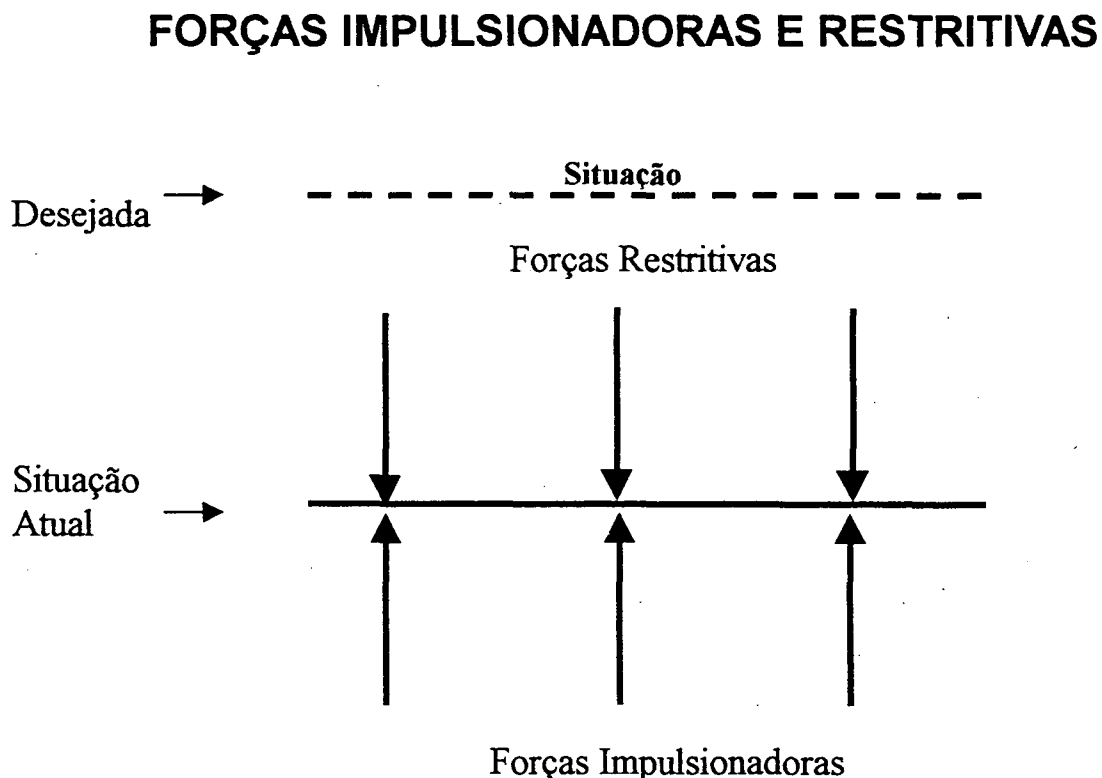 FORÇAS IMPULSIONADORAS E RESTRITIVAS
Situação
Desejada
Forças Restritivas
Situação
Atual
Forças Impulsionadoras